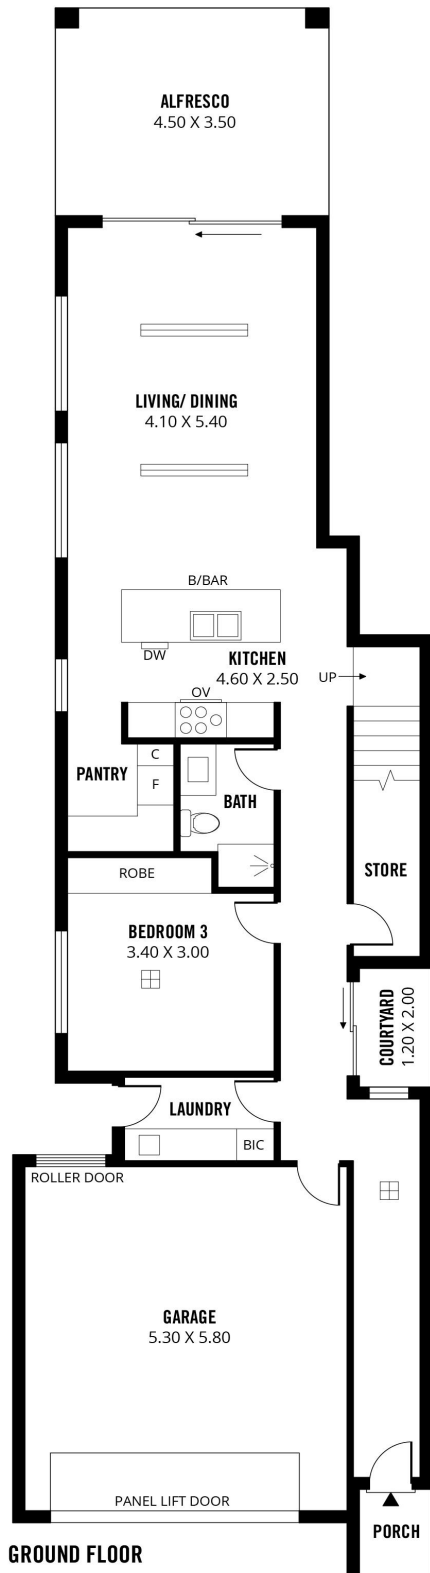 ALFRESCO
4.50 X 3.50
LIVING/ DINING
4.10 X 5.40
B/BAR
DW
KITCHEN
4.60 X 2.50
UP
OV
C
PANTRY
F
BATH
ROBE
STORE
BEDROOM 3
3.40 X 3.00
COURTYARD
1.20 X 2.00
LAUNDRY
BIC
ROLLER DOOR
GARAGE
5.30 X 5.80
PANEL LIFT DOOR
PORCH
GROUND FLOOR